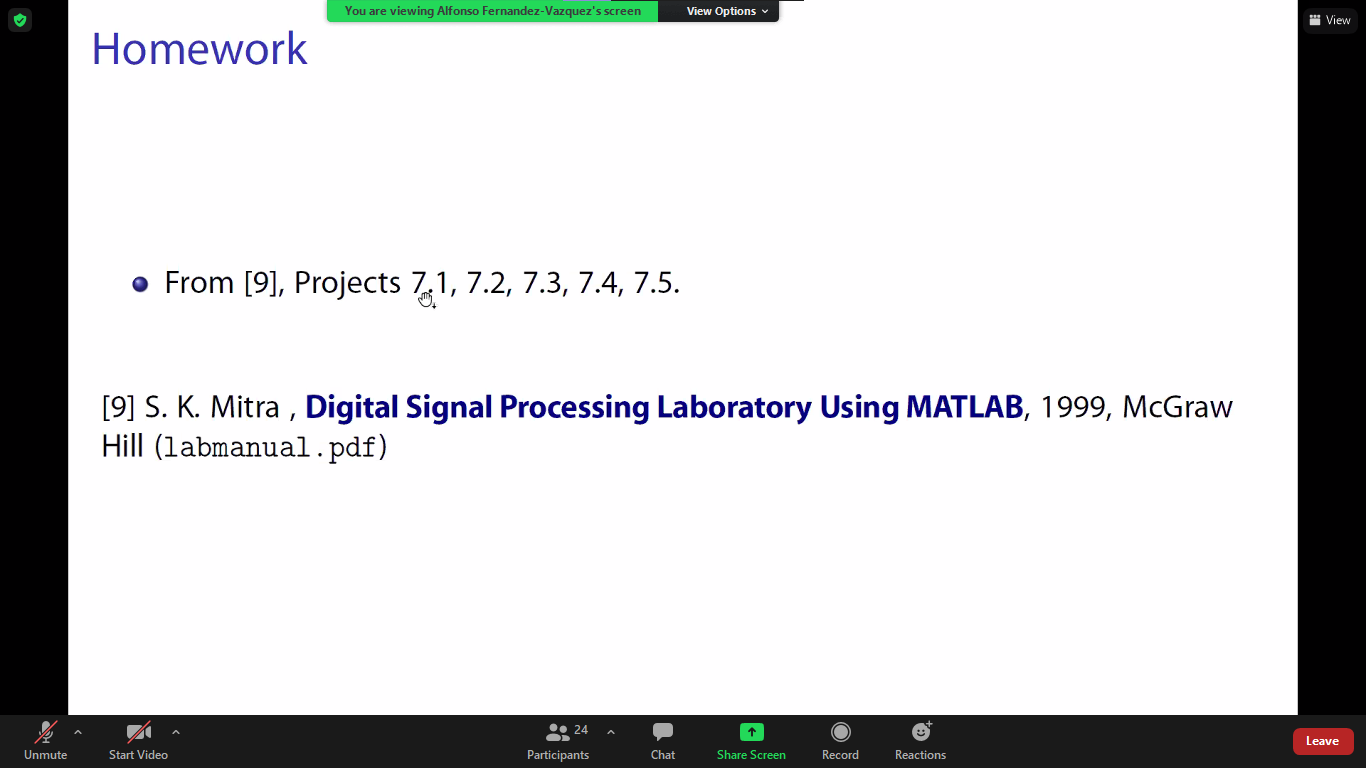 You are viewing Alfonso Fernandez-Vazquez's screen
View Options
View
Homework
From [9], Projects 7.1, 7.2, 7.3, 7.4, 7.5.
[9] S. K. Mitra , Digital Signal Processing Laboratory Using MATLAB, 1999, McGraw
Hill (labmanual.pdf)
Unmute
Start Video
24
Participants
Chat
Share Screen
Record
Reactions
Leave